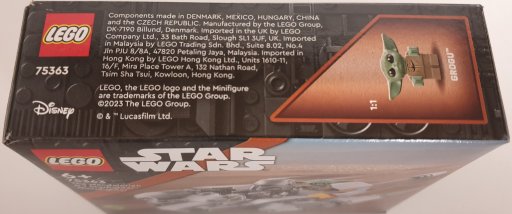 LEGO
75363
Disney
Components made in DENMARK, MEXICO, HUNGARY, CHINA
and the CZECH REPUBLIC. Manufactured by the LEGO Group,
DK-7190 Billund, Denmark. Imported in the UK by LEGO
Company Ltd., 33 Bath Road, Slough SL1 3UF, UK. Imported
in Malaysia by LEGO Trading Sdn. Bhd., Suite 8.02, No.4
in PJU 8/8A, 47820 Petaling Jaya, Malaysia. Imported in
Hong Kong by LEGO Hong Kong Ltd., Units 1610-11,
16/F, Mira Place Tower A, 132 Nathan Road,
Tsim Sha Tsui, Kowloon, Hong Kong.
LEGO, the LEGO logo and the Minifigure
are trademarks of the LEGO Group.
©2023 The LEGO Group.
© & ™ Lucasfilm Ltd.
1:1
GROGU™
LEGO
STAR
WARS
6+
75363